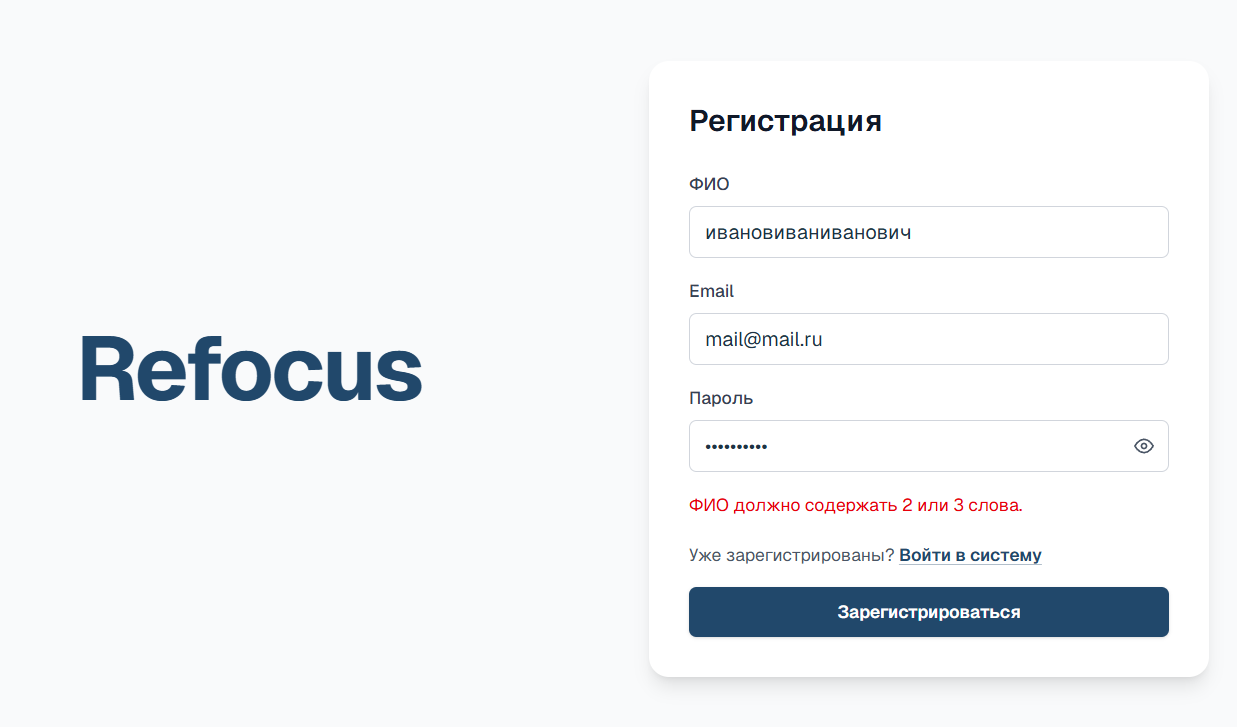 Refocus
Регистрация
ФИО
ивановиваниванович
Email
mail@mail.ru
Пароль
••••••••••
ФИО должно содержать 2 или 3 слова.
Уже зарегистрированы? Войти в систему
Зарегистрироваться